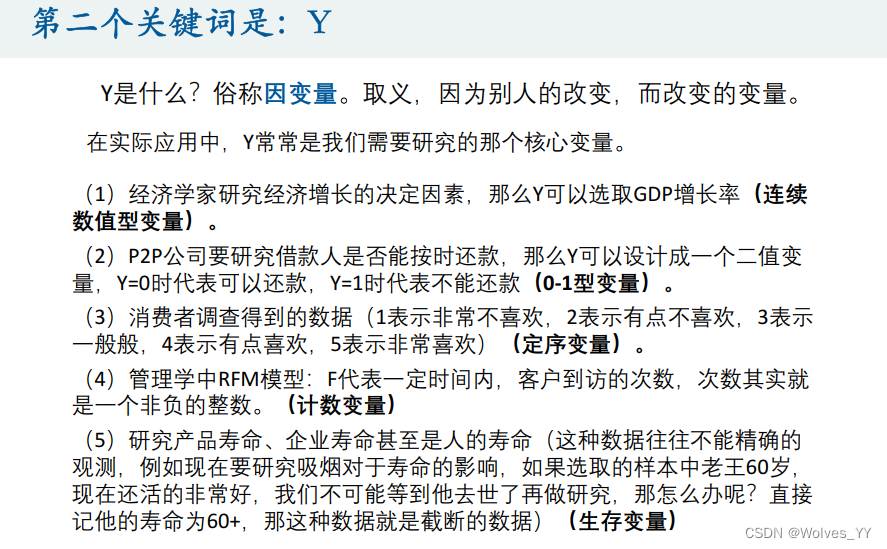 第二个关键词是：Y
Y是什么？俗称因变量。取义，因为别人的改变，而改变的变量。
在实际应用中，Y常常是我们需要研究的那个核心变量。
（1）经济学家研究经济增长的决定因素，那么Y可以选取GDP增长率（连续
数值型变量）。
（2）P2P公司要研究借款人是否能按时还款，那么Y可以设计成一个二值变
量，Y=0时代表可以还款，Y=1时代表不能还款（0-1型变量）。
（3）消费者调查得到的数据（1表示非常不喜欢，2表示有点不喜欢，3表示
一般般，4表示有点喜欢，5表示非常喜欢）（定序变量）。
（4）管理学中RFM模型：F代表一定时间内，客户到访的次数，次数其实就
是一个非负的整数。（计数变量）
（5）研究产品寿命、企业寿命甚至是人的寿命（这种数据往往不能精确的
观测，例如现在要研究吸烟对于寿命的影响，如果选取的样本中老王60岁，
现在还活的非常好，我们不可能等到他去世了再做研究，那怎么办呢？直接
记他的寿命为60+，那这种数据就是截断的数据）（生存变量）
CSDN @Wolves_YY